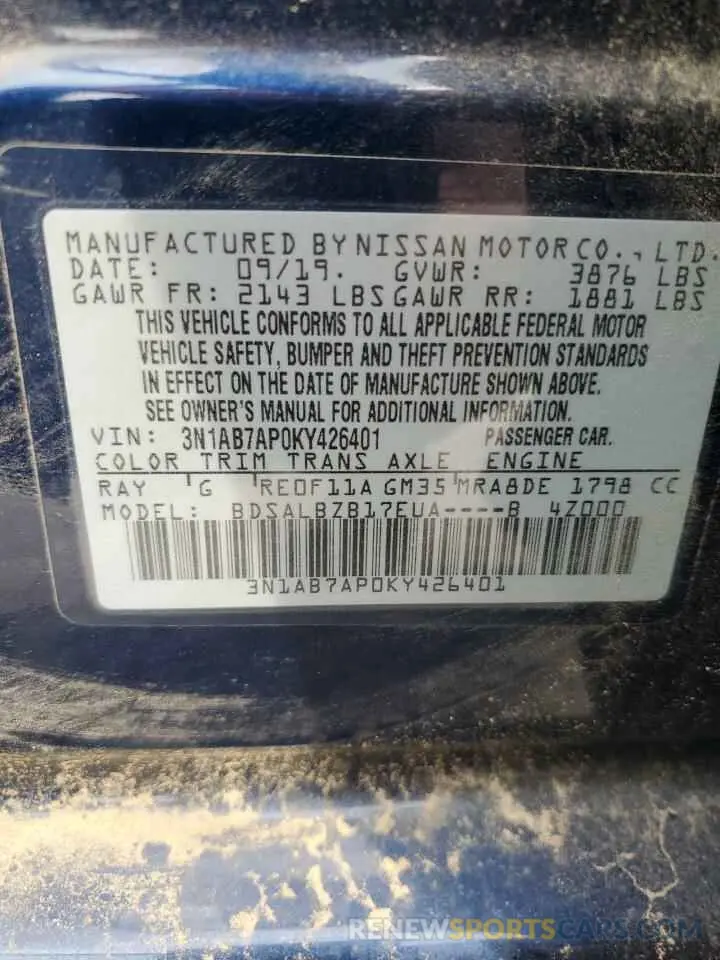 MANUFACTURED BY NISSAN MOTOR CO., LTD.
DATE: 09/19. GVWR: 3876 LBS
GAWR FR: 2143 LBS GAWR RR: 1881 LBS
THIS VEHICLE CONFORMS TO ALL APPLICABLE FEDERAL MOTOR
VEHICLE SAFETY, BUMPER AND THEFT PREVENTION STANDARDS
IN EFFECT ON THE DATE OF MANUFACTURE SHOWN ABOVE.
SEE OWNER'S MANUAL FOR ADDITIONAL INFORMATION.
VIN: 3N1AB7AP0KY426401 PASSENGER CAR.
COLOR TRIM TRANS AXLE ENGINE
RAY G RE0F11A GM35 MRA8DE 1798 CC
MODEL: BDSALBZB17EUA----B 4Z000
3N1AB7AP0KY426401
RENEWSPORTSCARS.COM